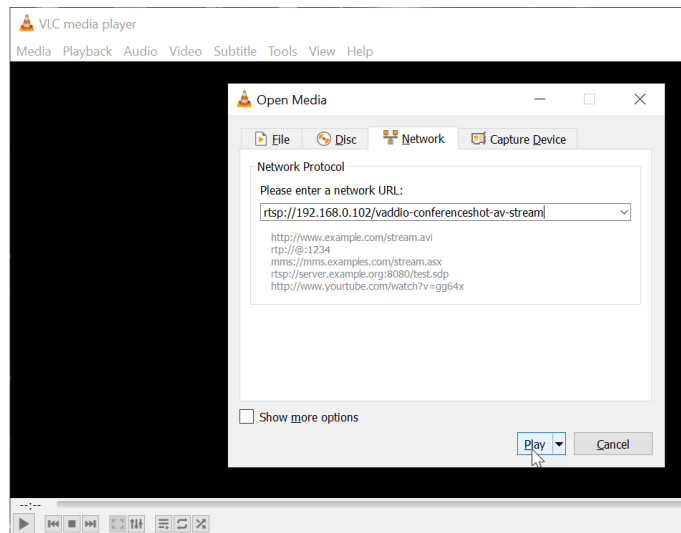 VLC media player
Media Playback Audio Video Subtitle Tools View Help
Open Media
File Disc Network Capture Device
Network Protocol
Please enter a network URL:
rtsp://192.168.0.102/vaddio-conferenceshot-av-stream
http://www.example.com/stream.avi
rtp://@:1234
mms://mms.examples.com/stream.asx
rtsp://server.example.org:8080/test.sdp
http://www.yourtube.com/watch?v=gg64x
Show more options
Play Cancel
--:--